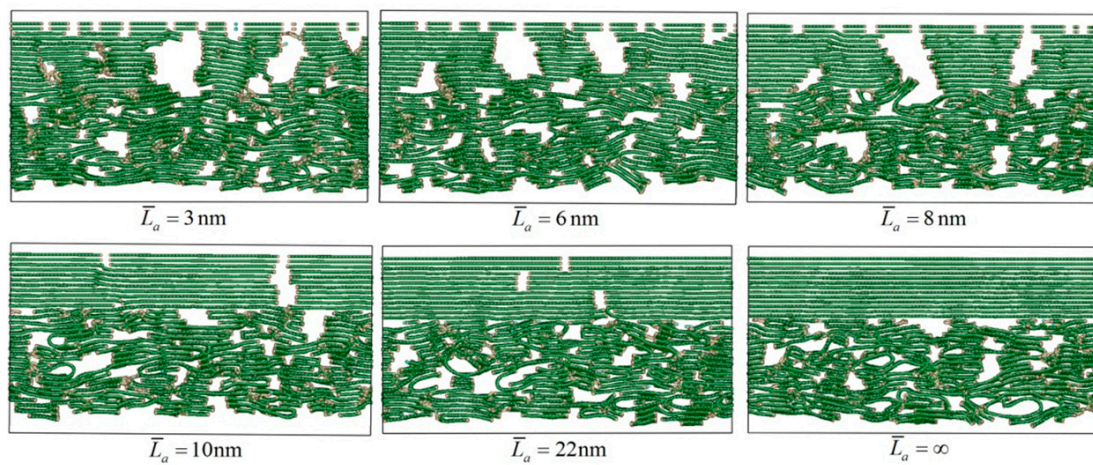 L̅ₐ = 3 nm
L̅ₐ = 6 nm
L̅ₐ = 8 nm
L̅ₐ = 10nm
L̅ₐ = 22nm
L̅ₐ = ∞